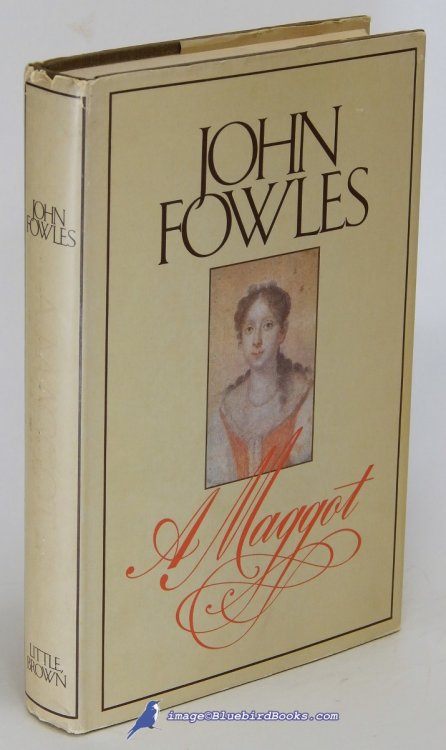 JOHN
FOWLES
A Maggot
JOHN
FOWLES
LITTLE,
BROWN
image©BluebirdBooks.com